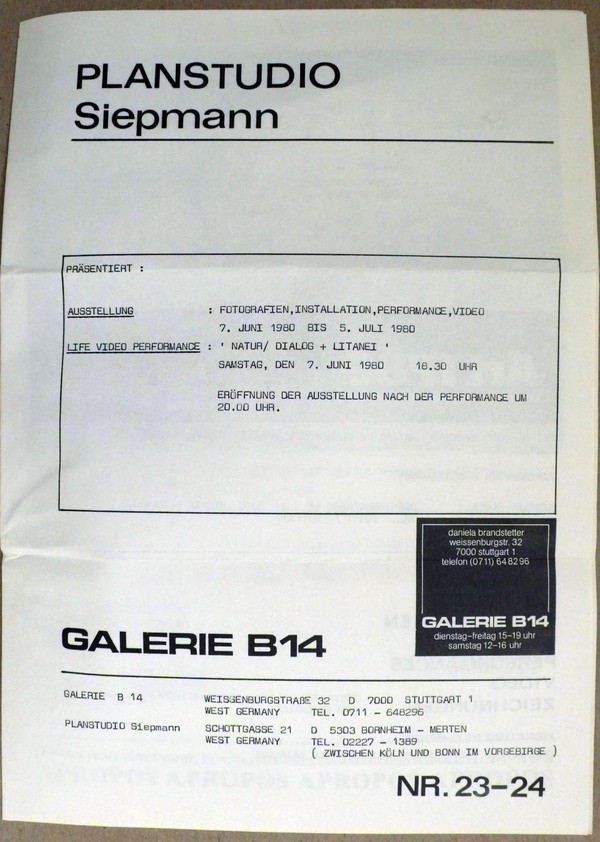 PLANSTUDIO
Siepmann
PRÄSENTIERT :
AUSSTELLUNG : FOTOGRAFIEN,INSTALLATION,PERFORMANCE,VIDEO
7. JUNI 1980 BIS 5. JULI 1980
LIFE VIDEO PERFORMANCE : ' NATUR/ DIALOG + LITANEI '
SAMSTAG, DEN 7. JUNI 1980 18.30 UHR
ERÖFFNUNG DER AUSSTELLUNG NACH DER PERFORMANCE UM
20.00 UHR.
daniela brandstetter
weissenburgstr. 32
7000 stuttgart 1
telefon (0711) 648296
GALERIE B14
dienstag–freitag 15–19 uhr
samstag 12–16 uhr
GALERIE B14
GALERIE B 14 WEISSENBURGSTRAßE 32 D 7000 STUTTGART 1
WEST GERMANY TEL. 0711 – 648296
PLANSTUDIO Siepmann SCHOTTGASSE 21 D 5303 BORNHEIM - MERTEN
WEST GERMANY TEL. 02227 – 1389
( ZWISCHEN KÖLN UND BONN IM VORGEBIRGE )
APROPOS APROPOS APROPOS APROPOS
NR. 23–24